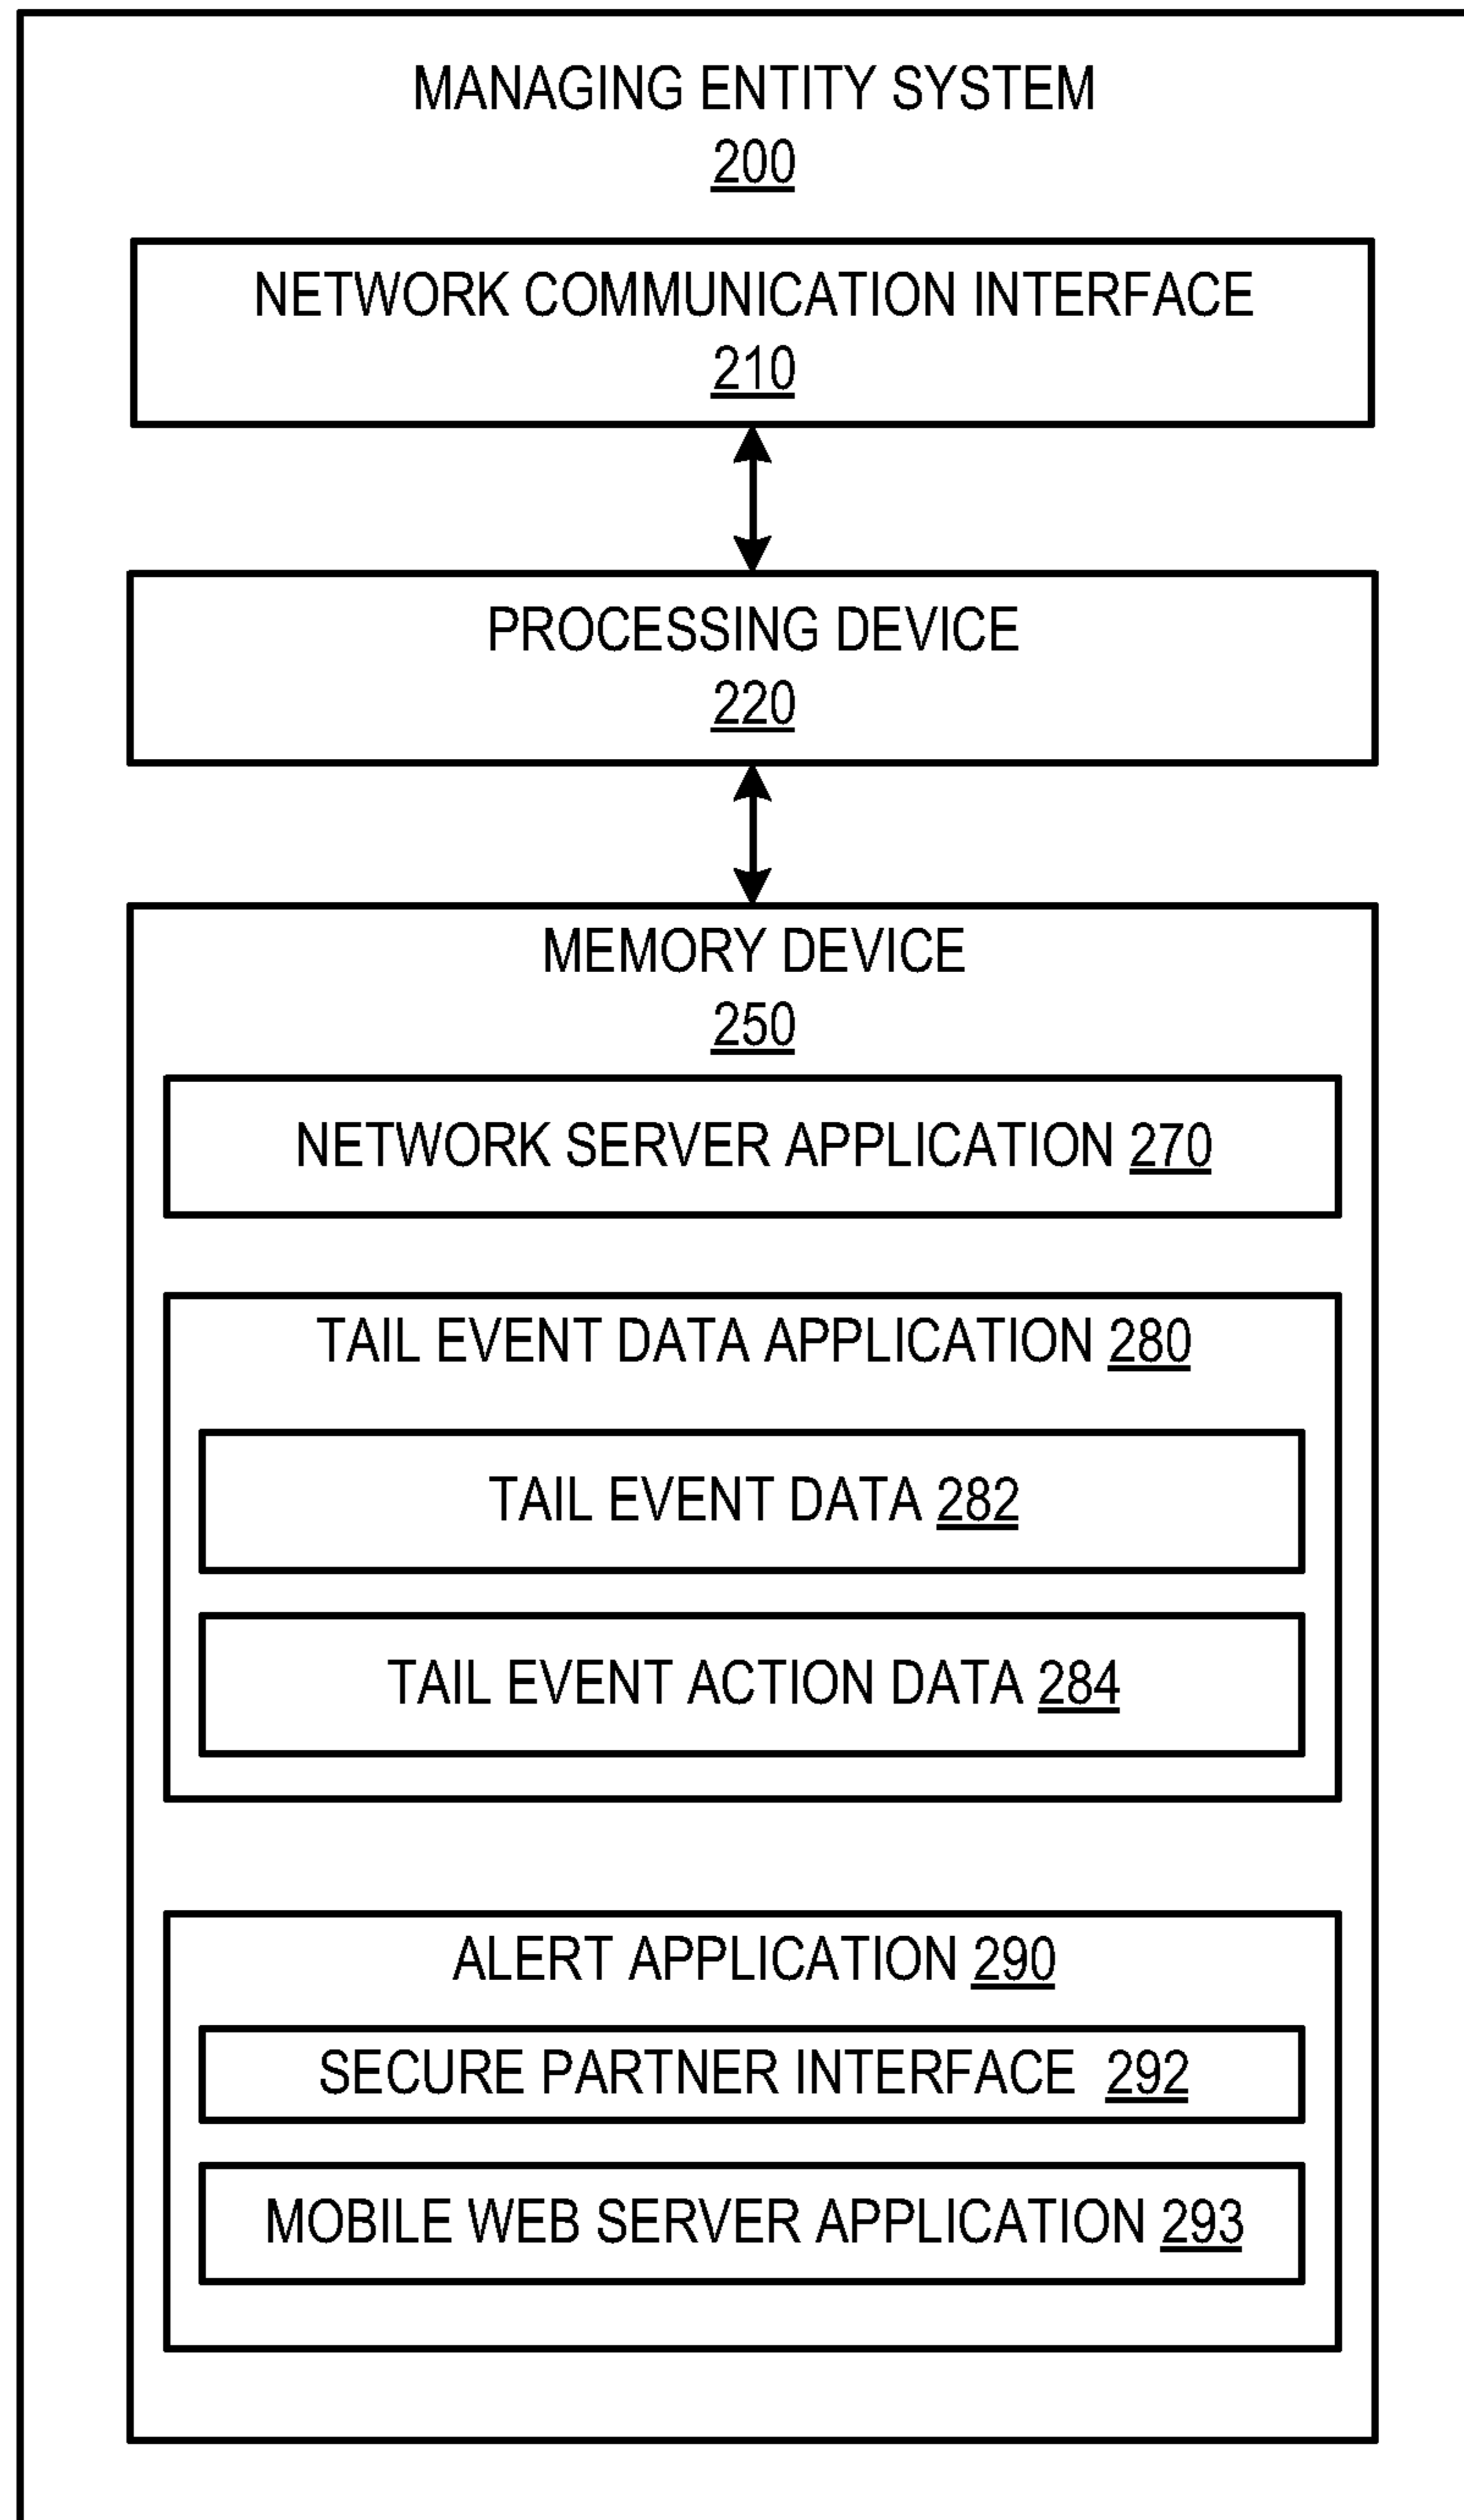 MANAGING ENTITY SYSTEM
200
NETWORK COMMUNICATION INTERFACE
210
PROCESSING DEVICE
220
MEMORY DEVICE
250
NETWORK SERVER APPLICATION 270
TAIL EVENT DATA APPLICATION 280
TAIL EVENT DATA 282
TAIL EVENT ACTION DATA 284
ALERT APPLICATION 290
SECURE PARTNER INTERFACE 292
MOBILE WEB SERVER APPLICATION 293